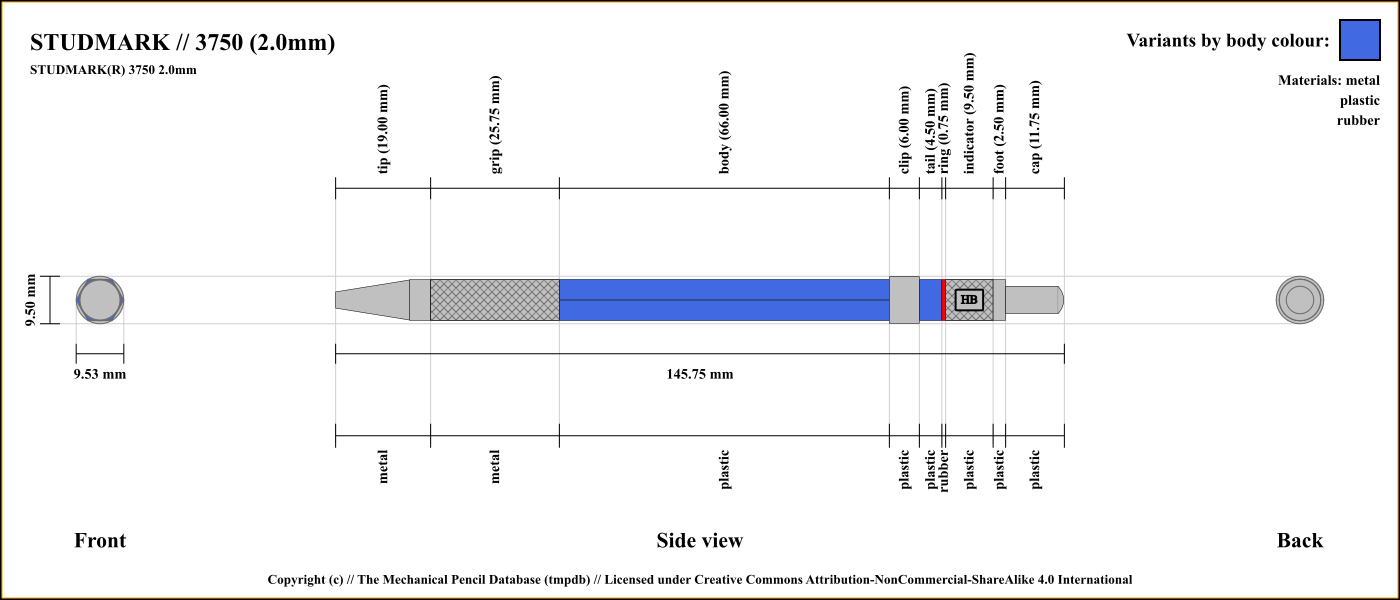 STUDMARK // 3750 (2.0mm)
STUDMARK(R) 3750 2.0mm
Variants by body colour:
Materials: metal
plastic
rubber
tip (19.00 mm)
grip (25.75 mm)
body (66.00 mm)
clip (6.00 mm)
tail (4.50 mm)
ring (0.75 mm)
indicator (9.50 mm)
foot (2.50 mm)
cap (11.75 mm)
9.50 mm
HB
9.53 mm
145.75 mm
metal
metal
plastic
plastic
plastic
rubber
plastic
plastic
plastic
Front
Side view
Back
Copyright (c) // The Mechanical Pencil Database (tmpdb) // Licensed under Creative Commons Attribution-NonCommercial-ShareAlike 4.0 International